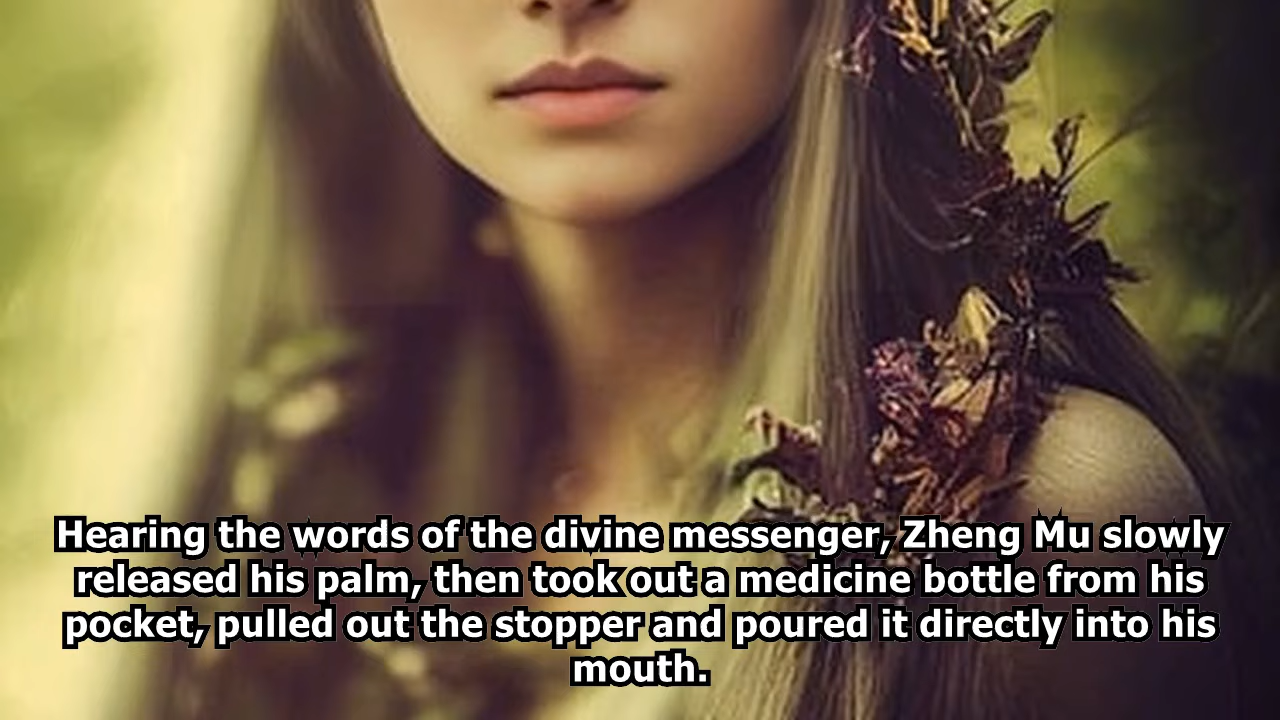 Hearing the words of the divine messenger, Zheng Mu slowly
released his palm, then took out a medicine bottle from his
pocket, pulled out the stopper and poured it directly into his
mouth.